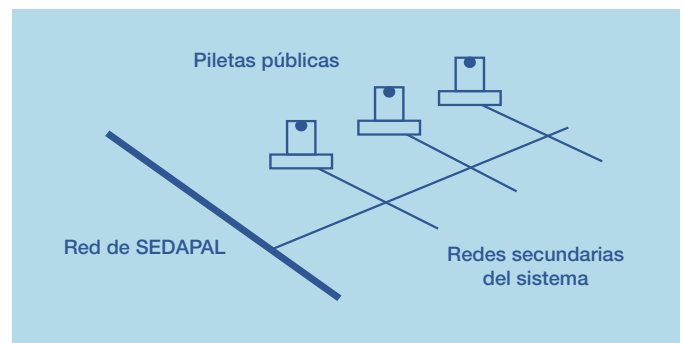 Piletas públicas
Red de SEDAPAL
Redes secundarias
del sistema